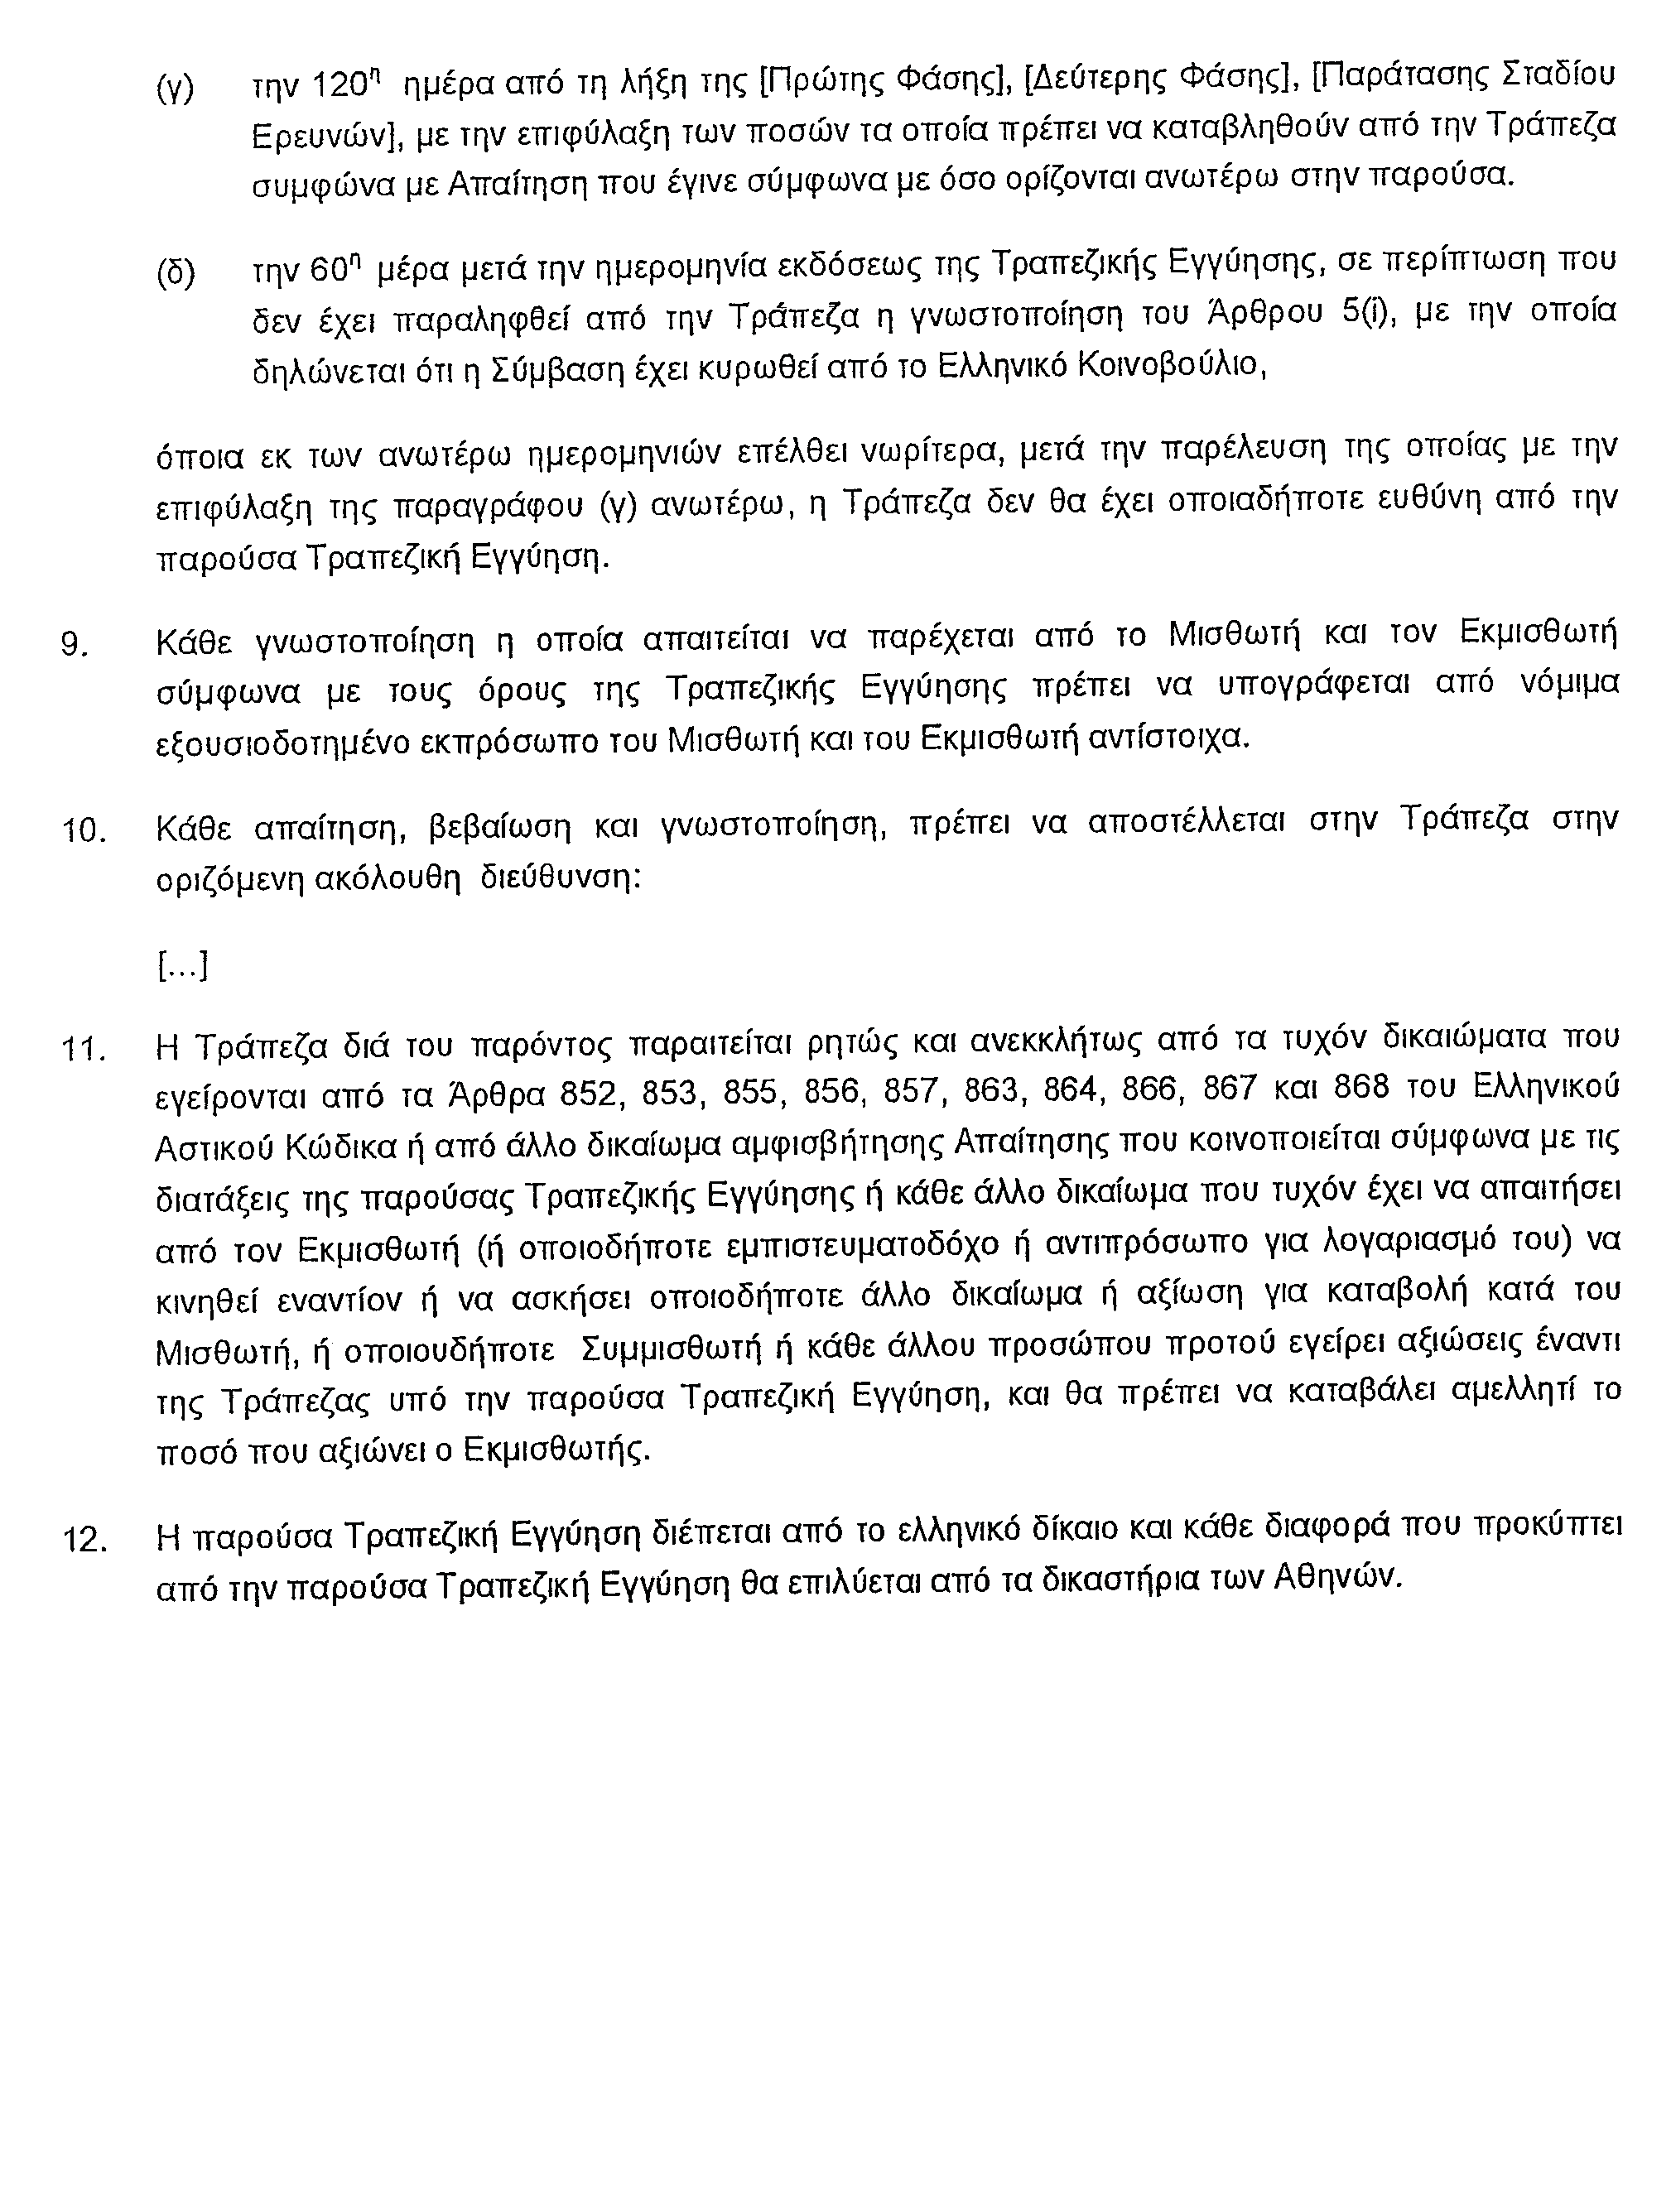 (γ) την 120η ημέρα από τη λήξη της [Πρώτης Φάσης], [Δεύτερης Φάσης], [Παράτασης Σταδίου
Ερευνών], με την επιφύλαξη των ποσών τα οποία πρέπει να καταβληθούν από την Τράπεζα
συμφώνα με Απαίτηση που έγινε σύμφωνα με όσο ορίζονται ανωτέρω στην παρούσα.
(δ) την 60η μέρα μετά την ημερομηνία εκδόσεως της Τραπεζικής Εγγύησης, σε περίπτωση που
δεν έχει παραληφθεί από την Τράπεζα η γνωστοποίηση του Άρθρου 5(i), με την οποία
δηλώνεται ότι η Σύμβαση έχει κυρωθεί από το Ελληνικό Κοινοβούλιο,
όποια εκ των ανωτέρω ημερομηνιών επέλθει νωρίτερα, μετά την παρέλευση της οποίας με την
επιφύλαξη της παραγράφου (γ) ανωτέρω, η Τράπεζα δεν θα έχει οποιαδήποτε ευθύνη από την
παρούσα Τραπεζική Εγγύηση.
9. Κάθε γνωστοποίηση η οποία απαιτείται να παρέχεται από το Μισθωτή και τον Εκμισθωτή
σύμφωνα με τους όρους της Τραπεζικής Εγγύησης πρέπει να υπογράφεται από νόμιμα
εξουσιοδοτημένο εκπρόσωπο του Μισθωτή και του Εκμισθωτή αντίστοιχα.
10. Κάθε απαίτηση, βεβαίωση και γνωστοποίηση, πρέπει να αποστέλλεται στην Τράπεζα στην
οριζόμενη ακόλουθη διεύθυνση:
[...]
11. Η Τράπεζα διά του παρόντος παραιτείται ρητώς και ανεκκλήτως από τα τυχόν δικαιώματα που
εγείρονται από τα Άρθρα 852, 853, 855, 856, 857, 863, 864, 866, 867 και 868 του Ελληνικού
Αστικού Κώδικα ή από άλλο δικαίωμα αμφισβήτησης Απαίτησης που κοινοποιείται σύμφωνα με τις
διατάξεις της παρούσας Τραπεζικής Εγγύησης ή κάθε άλλο δικαίωμα που τυχόν έχει να απαιτήσει
από τον Εκμισθωτή (ή οποιοδήποτε εμπιστευματοδόχο ή αντιπρόσωπο για λογαριασμό του) να
κινηθεί εναντίον ή να ασκήσει οποιοδήποτε άλλο δικαίωμα ή αξίωση για καταβολή κατά του
Μισθωτή, ή οποιουδήποτε Συμμισθωτή ή κάθε άλλου προσώπου προτού εγείρει αξιώσεις έναντι
της Τράπεζας υπό την παρούσα Τραπεζική Εγγύηση, και θα πρέπει να καταβάλει αμελλητί το
ποσό που αξιώνει ο Εκμισθωτής.
12. Η παρούσα Τραπεζική Εγγύηση διέπεται από το ελληνικό δίκαιο και κάθε διαφορά που προκύπτει
από την παρούσα Τραπεζική Εγγύηση θα επιλύεται από τα δικαστήρια των Αθηνών.